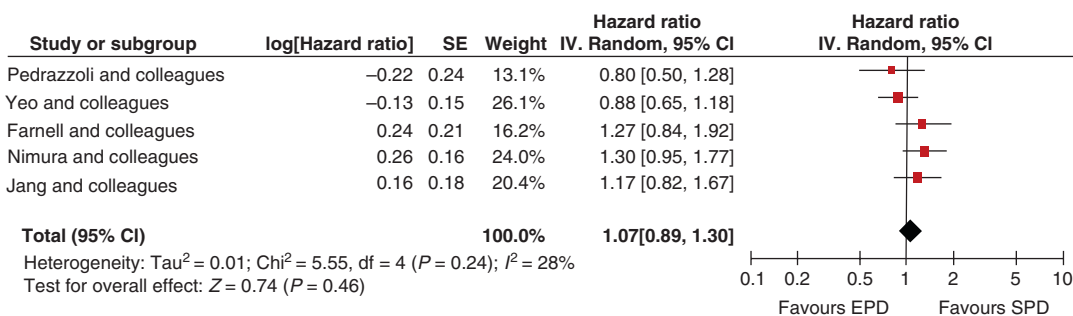 Hazard ratio Hazard ratio
Study or subgroup log[Hazard ratio] SE Weight IV. Random, 95% CI IV. Random, 95% CI
Pedrazzoli and colleagues –0.22 0.24 13.1% 0.80 [0.50, 1.28]
Yeo and colleagues –0.13 0.15 26.1% 0.88 [0.65, 1.18]
Farnell and colleagues 0.24 0.21 16.2% 1.27 [0.84, 1.92]
Nimura and colleagues 0.26 0.16 24.0% 1.30 [0.95, 1.77]
Jang and colleagues 0.16 0.18 20.4% 1.17 [0.82, 1.67]
Total (95% CI) 100.0% 1.07[0.89, 1.30]
Heterogeneity: Tau² = 0.01; Chi² = 5.55, df = 4 (P = 0.24); I² = 28%
Test for overall effect: Z = 0.74 (P = 0.46)
0.1 0.2 0.5 1 2 5 10
Favours EPD Favours SPD